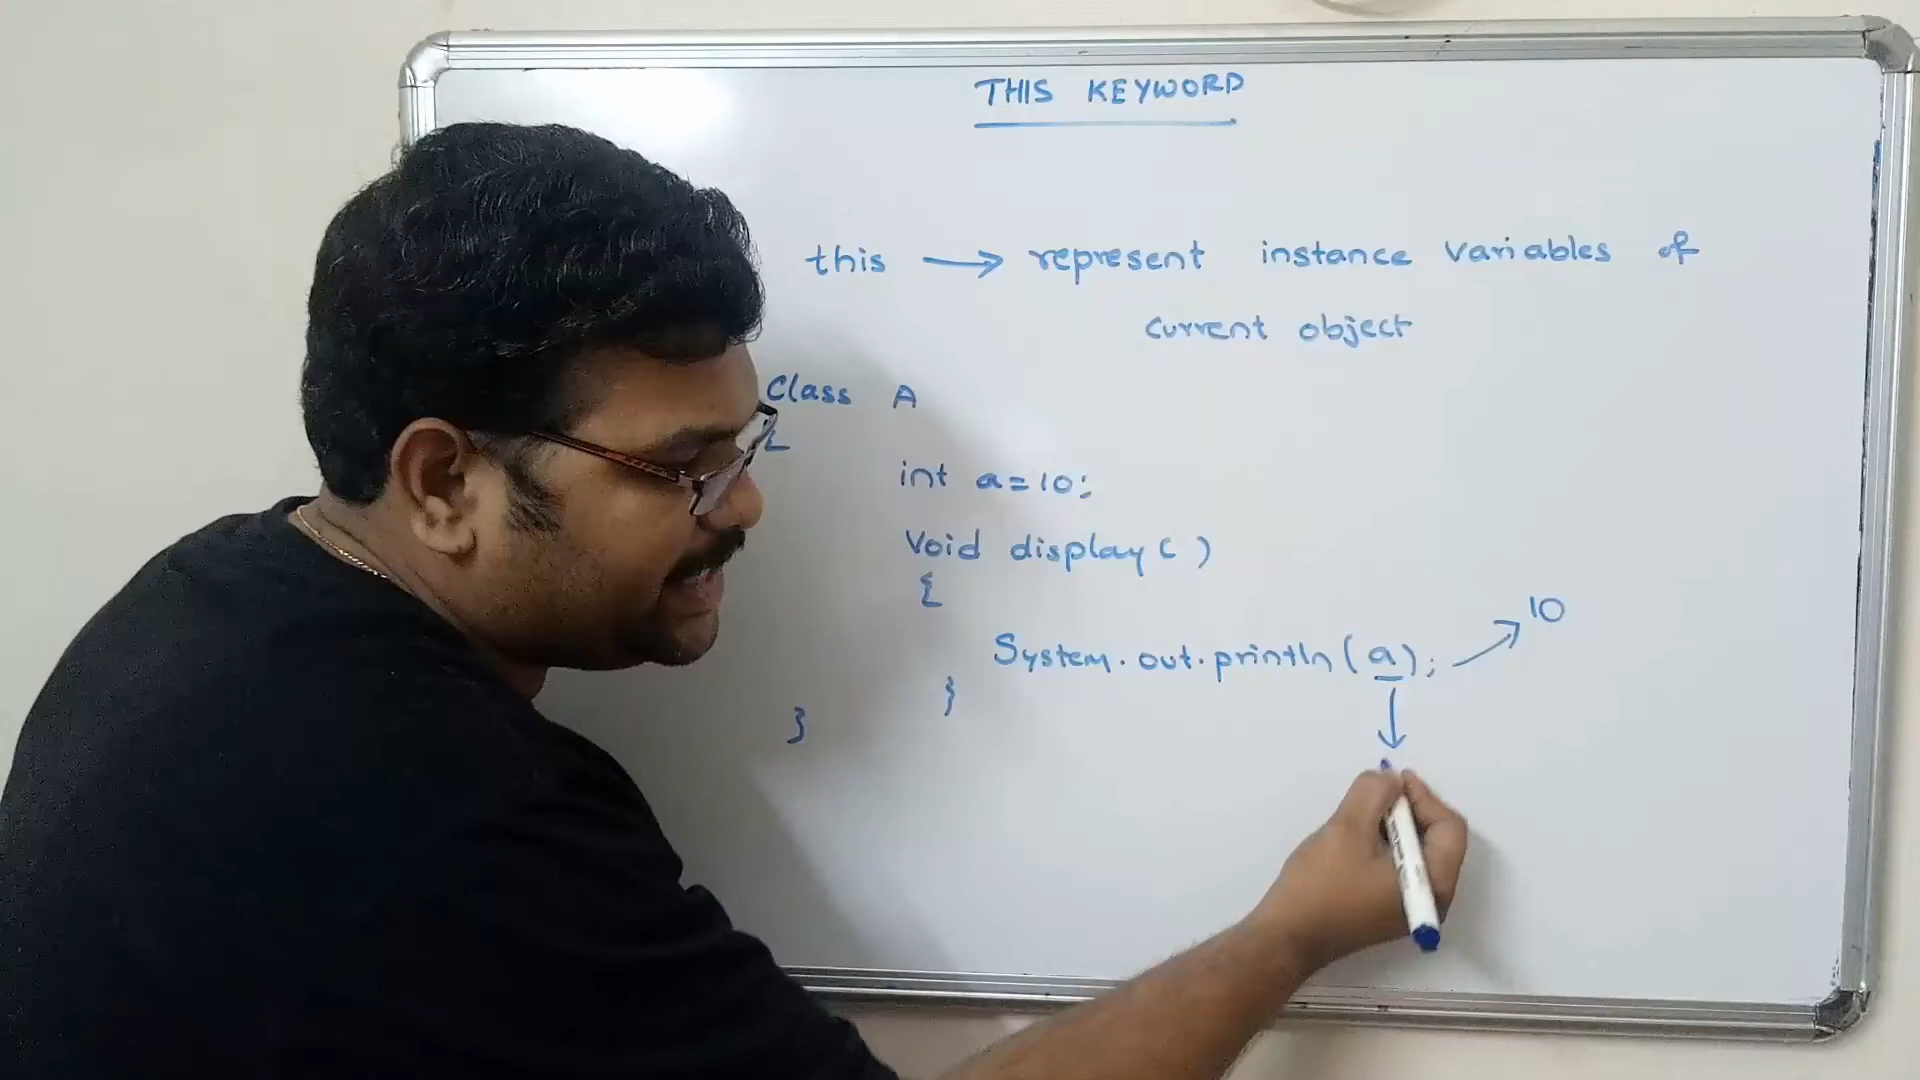 THIS KEYWORD
this → represent instance variables of
current object
Class A
{
int a=10;
Void display( )
{
System.out.println(a); → 10
}
}